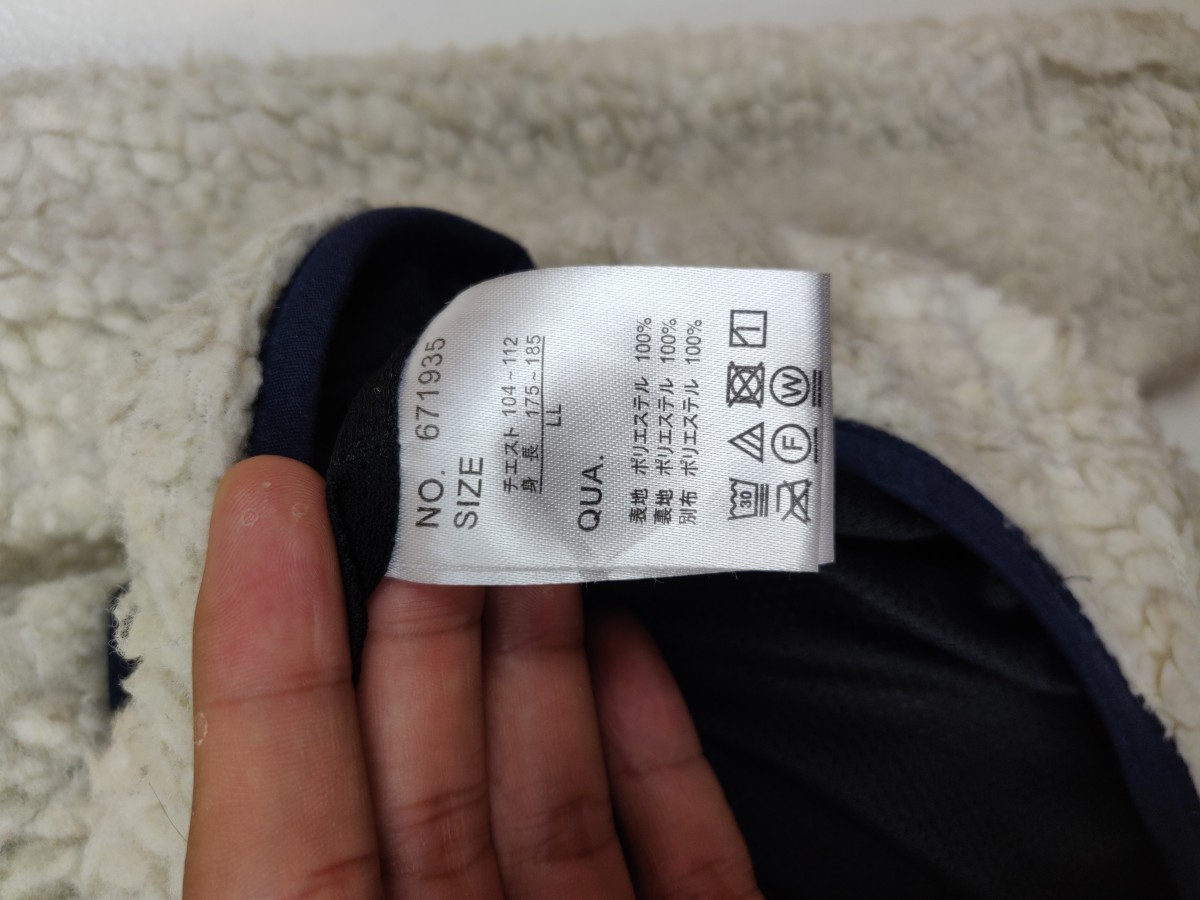 NO. 671935
SIZE
チェスト 104~112
身長 175~185
LL
QUA.
表地 ポリエステル 100%
裏地 ポリエステル 100%
別布 ポリエステル 100%
30
F
W